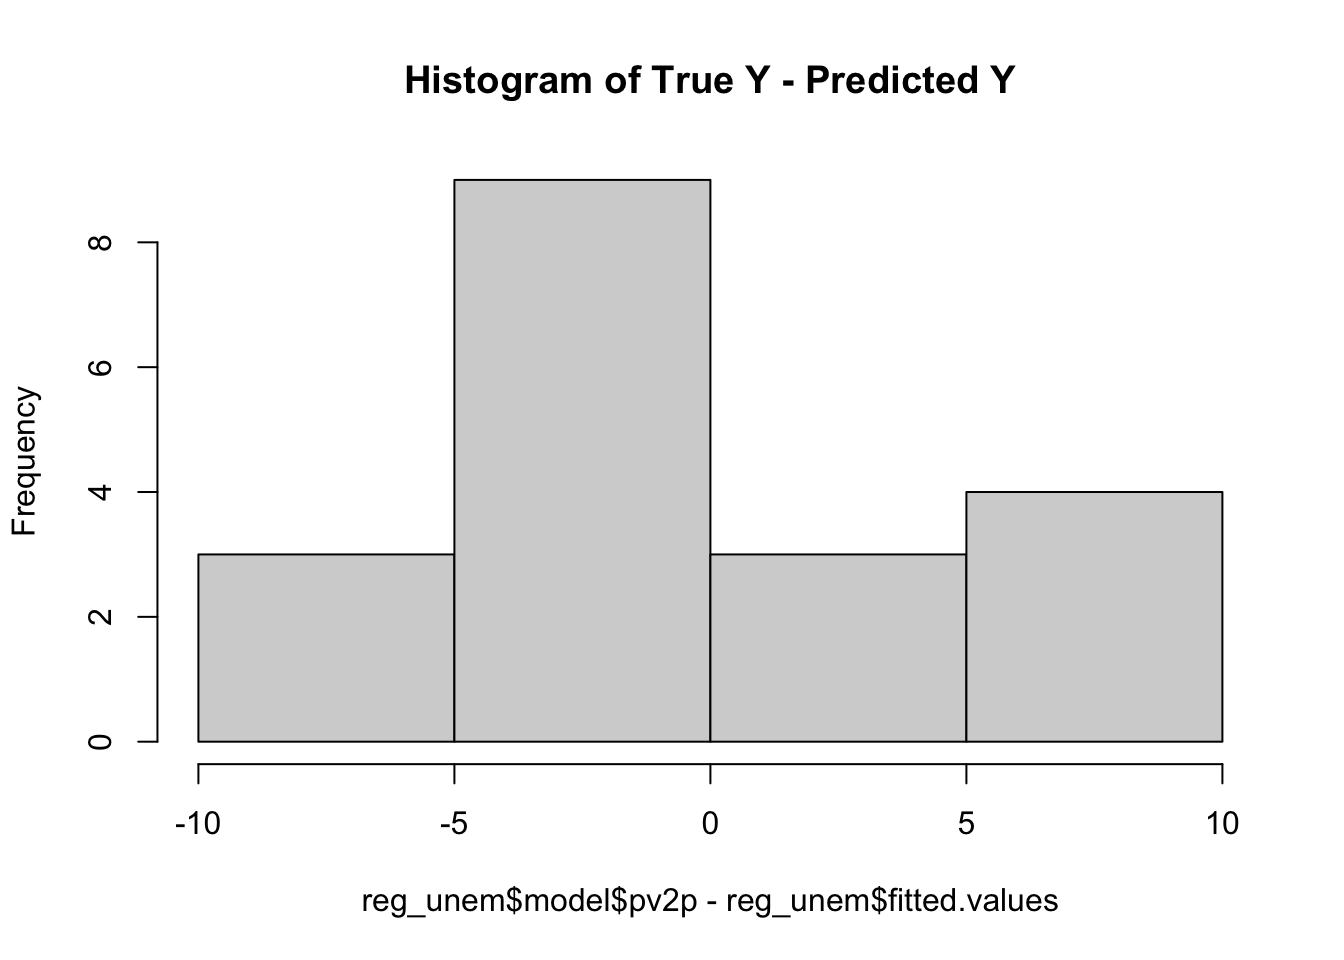 Histogram of True Y - Predicted Y
Frequency
8
6
4
2
0
-10 -5 0 5 10
reg_unem$model$pv2p - reg_unem$fitted.values